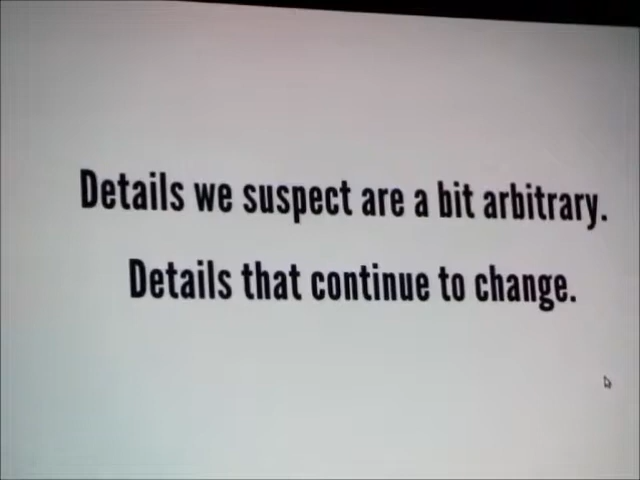 Details we suspect are a bit arbitrary.
Details that continue to change.